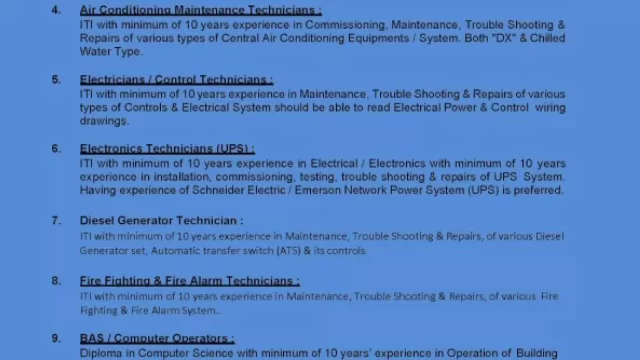 4. Air Conditioning Maintenance Technicians :
ITI with minimum of 10 years experience in Commissioning, Maintenance, Trouble Shooting &
Repairs of various types of Central Air Conditioning Equipments / System. Both "DX" & Chilled
Water Type.
5. Electricians / Control Technicians :
ITI with minimum of 10 years experience in Maintenance, Trouble Shooting & Repairs of various
types of Controls & Electrical System should be able to read Electrical Power & Control wiring
drawings.
6. Electronics Technicians (UPS) :
ITI with minimum of 10 years experience in Electrical / Electronics with minimum of 10 years
experience in installation, commissioning, testing, trouble shooting & repairs of UPS System.
Having experience of Schneider Electric / Emerson Network Power System (UPS) is preferred.
7. Diesel Generator Technician :
ITI with minimum of 10 years experience in Maintenance, Trouble Shooting & Repairs, of various Diesel
Generator set, Automatic transfer switch (ATS) & its controls
8. Fire Fighting & Fire Alarm Technicians :
ITI with minimum of 10 years experience in Maintenance, Trouble Shooting & Repairs, of various Fire
Fighting & Fire Alarm System..
9. BAS / Computer Operators :
Diploma in Computer Science with minimum of 10 years' experience in Operation of Building